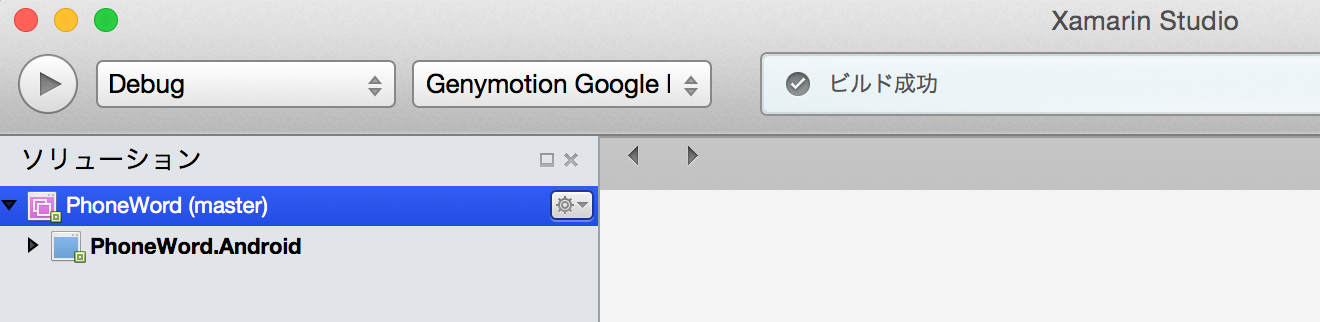 Xamarin Studio
Debug
Genymotion Google
ビルド成功
ソリューション
PhoneWord (master)
PhoneWord.Android